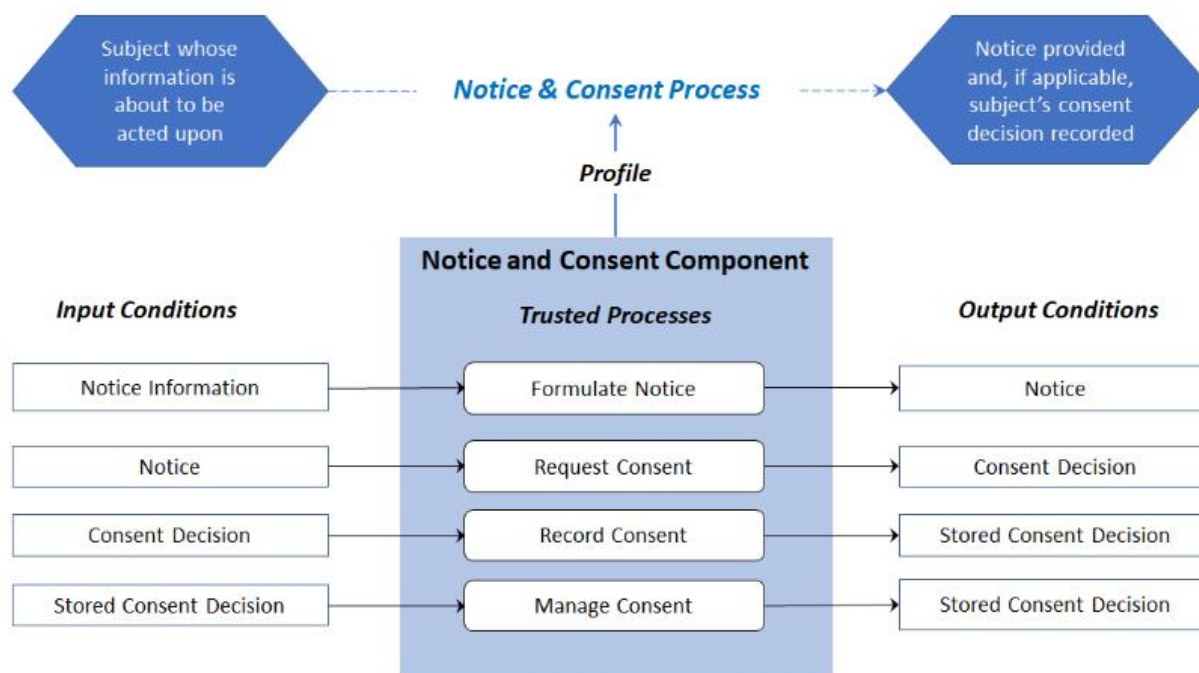 Subject whose
information is
about to be
acted upon
Notice & Consent Process
Notice provided
and, if applicable,
subject's consent
decision recorded
Profile
Notice and Consent Component
Input Conditions
Trusted Processes
Output Conditions
Notice Information
Formulate Notice
Notice
Notice
Request Consent
Consent Decision
Consent Decision
Record Consent
Stored Consent Decision
Stored Consent Decision
Manage Consent
Stored Consent Decision